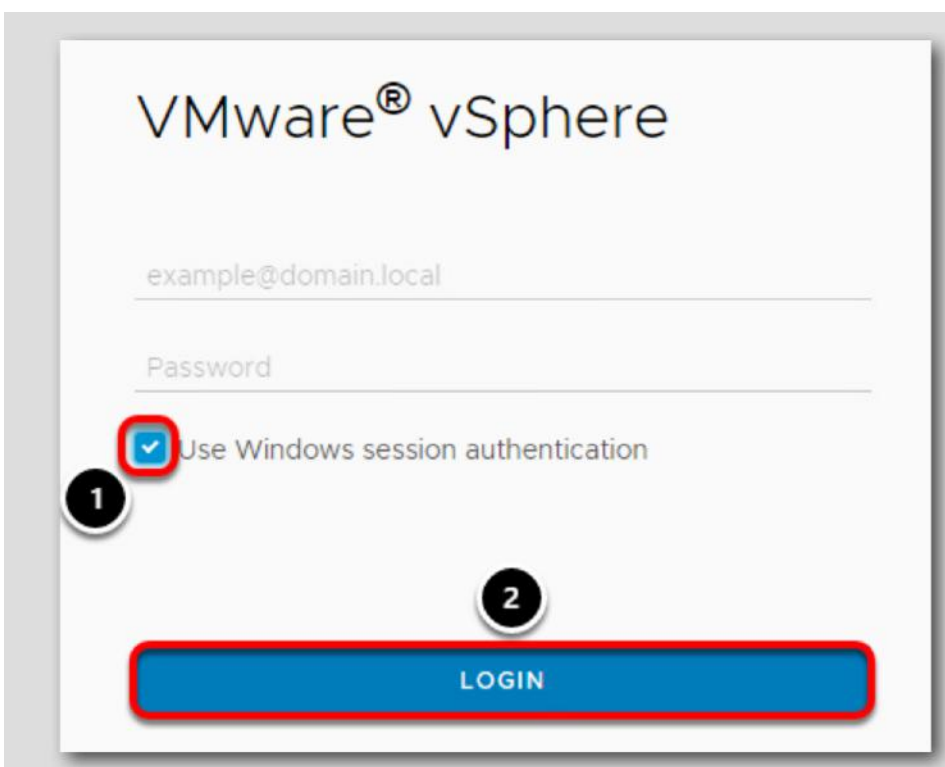 VMware® vSphere
example@domain.local
Password
Use Windows session authentication
1
2
LOGIN